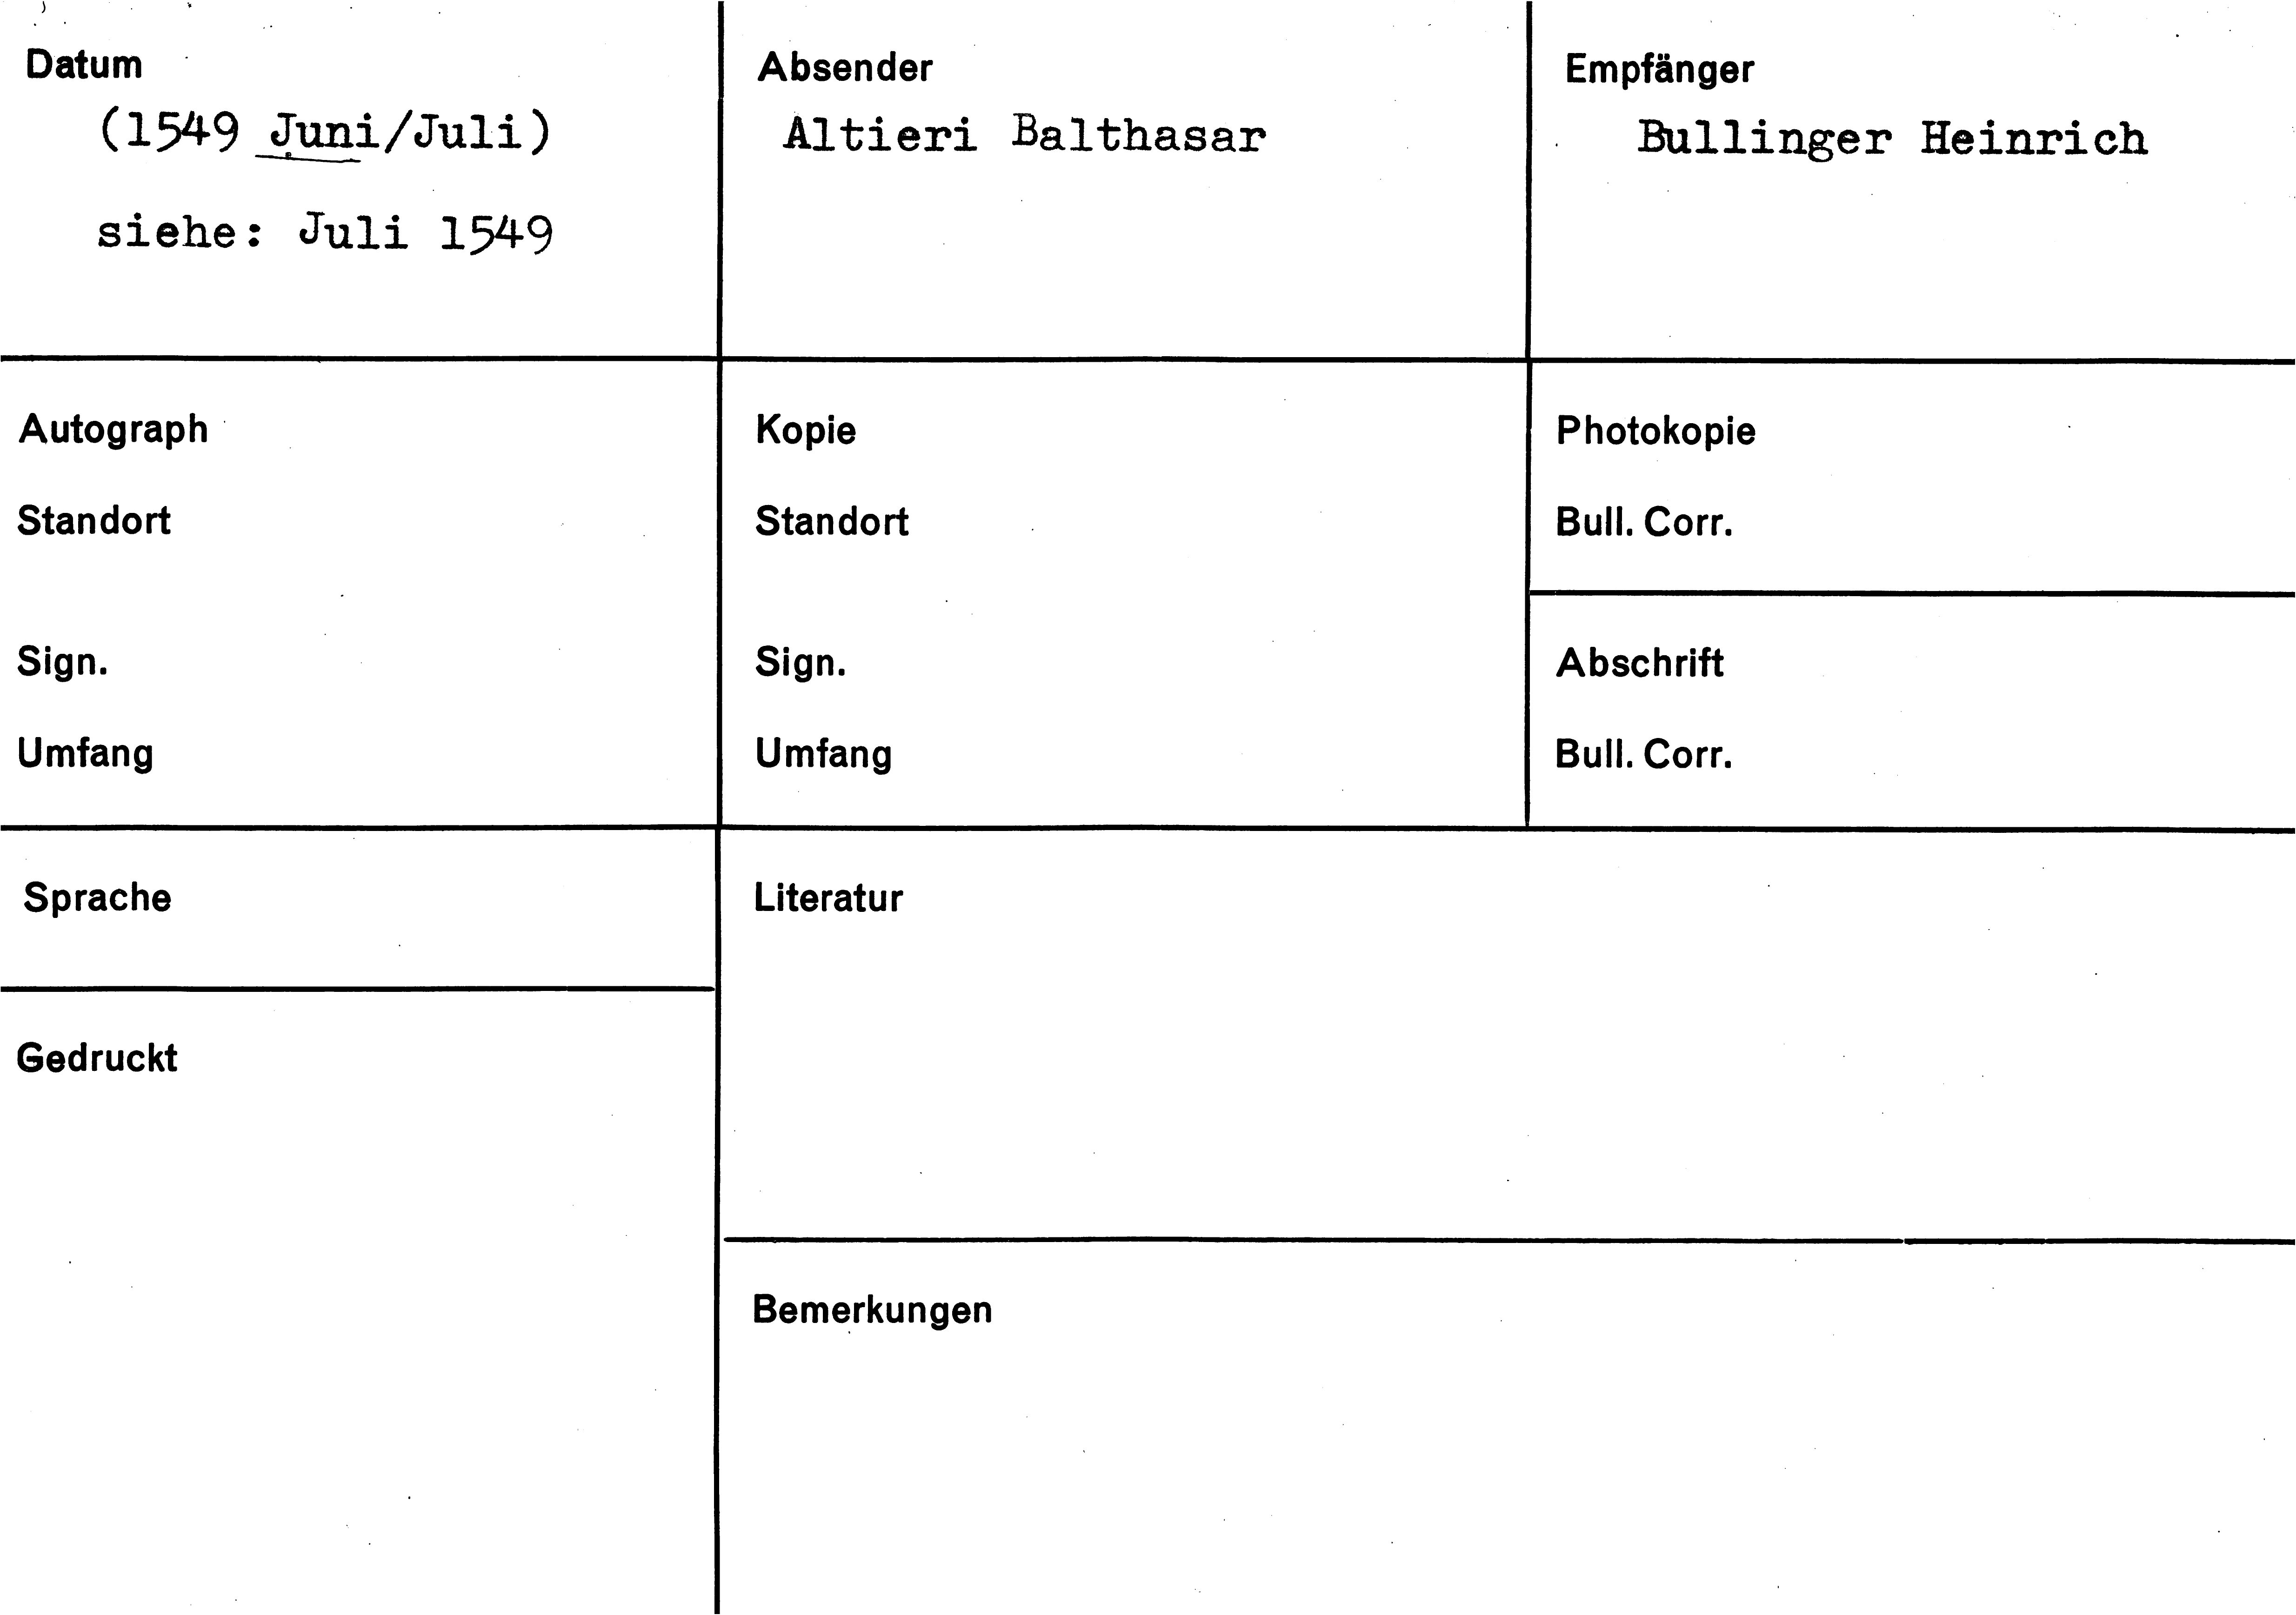 Datum
(1549 Juni/Juli)
siehe: Juli 1549
Absender
Altieri Balthasar
Empfänger
Bullinger Heinrich
Autograph
Standort
Sign.
Umfang
Kopie
Standort
Sign.
Umfang
Photokopie
Bull. Corr.
Abschrift
Bull. Corr.
Sprache
Gedruckt
Literatur
Bemerkungen